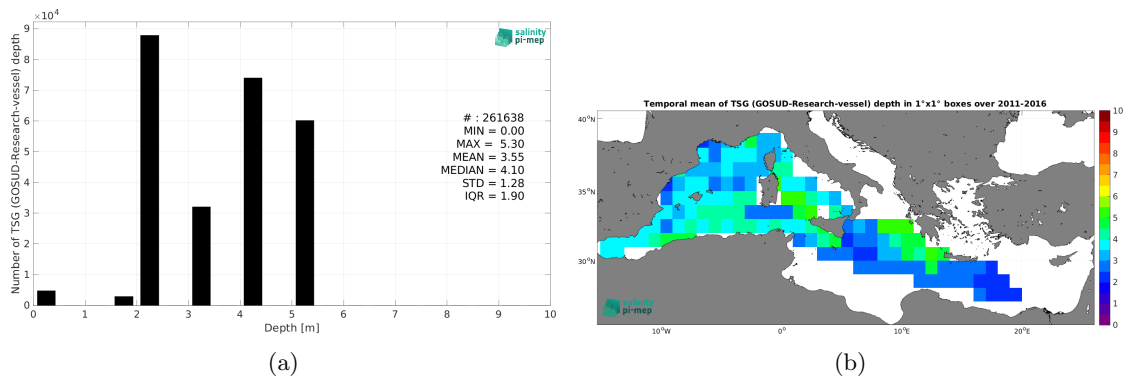 ×10⁴
9
8
7
6
5
4
3
2
1
0
Number of TSG (GOSUD-Research-vessel) depth
salinity
pi-mep
# : 261638
MIN = 0.00
MAX = 5.30
MEAN = 3.55
MEDIAN = 4.10
STD = 1.28
IQR = 1.90
0 1 2 3 4 5 6 7 8 9 10
Depth [m]
(a)
Temporal mean of TSG (GOSUD-Research-vessel) depth in 1°x1° boxes over 2011-2016
40°N
35°N
30°N
salinity
pi-mep
10°W 0° 10°E 20°E
10
9
8
7
6
5
4
3
2
1
0
(b)